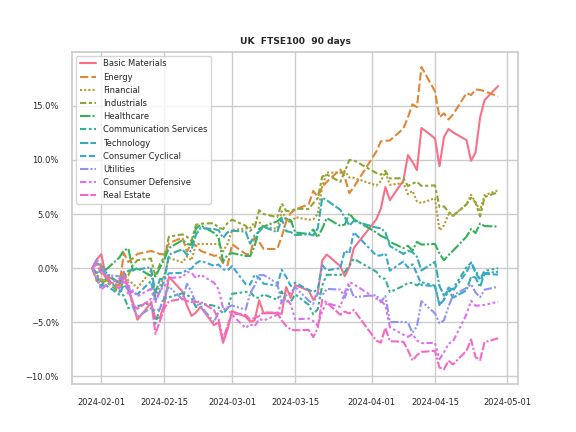 UK  FTSE100  90 days
Basic Materials
Energy
Financial
Industrials
Healthcare
Communication Services
Technology
Consumer Cyclical
Utilities
Consumer Defensive
Real Estate
15.0%
10.0%
5.0%
0.0%
−5.0%
−10.0%
2024-02-01 2024-02-15 2024-03-01 2024-03-15 2024-04-01 2024-04-15 2024-05-01